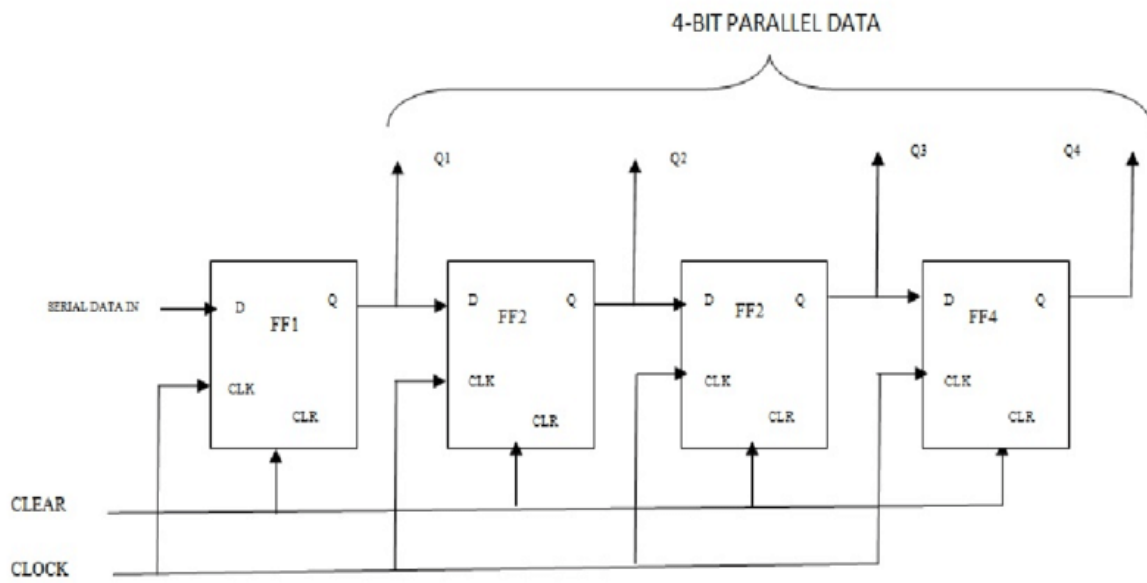 4-BIT PARALLEL DATA
Q1
Q2
Q3
Q4
SERIAL DATA IN
D
Q
FF1
CLK
CLR
D
Q
FF2
CLK
CLR
D
Q
FF2
CLK
CLR
D
Q
FF4
CLK
CLR
CLEAR
CLOCK